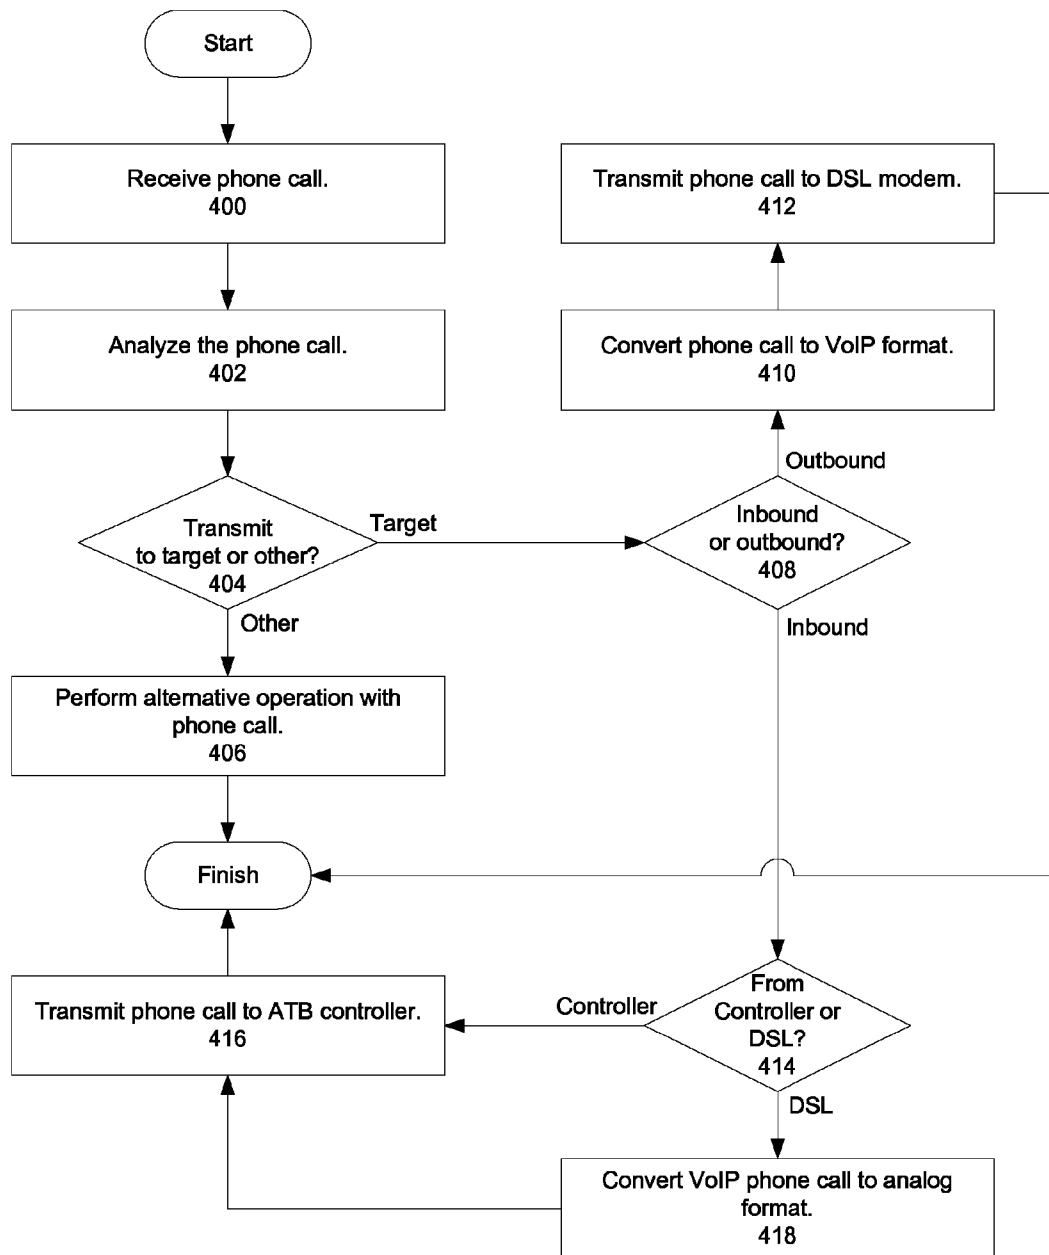 Start
Receive phone call.
400
Analyze the phone call.
402
Transmit
to target or other?
404
Target
Other
Perform alternative operation with
phone call.
406
Finish
Transmit phone call to ATB controller.
416
Transmit phone call to DSL modem.
412
Convert phone call to VoIP format.
410
Outbound
Inbound
or outbound?
408
Inbound
From
Controller or
DSL?
414
Controller
DSL
Convert VoIP phone call to analog
format.
418